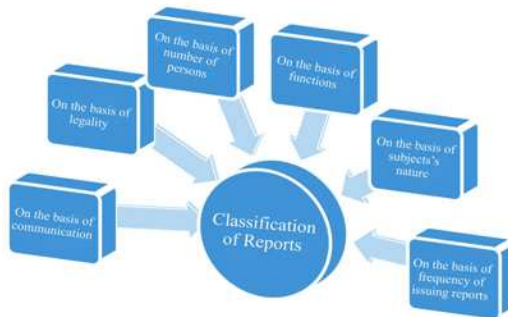 On the basis of
communication
On the basis of
legality
On the basis of
number of
persons
On the basis of
functions
On the basis of
subjects's
nature
On the basis of
frequency of
issuing reports
Classification
of Reports